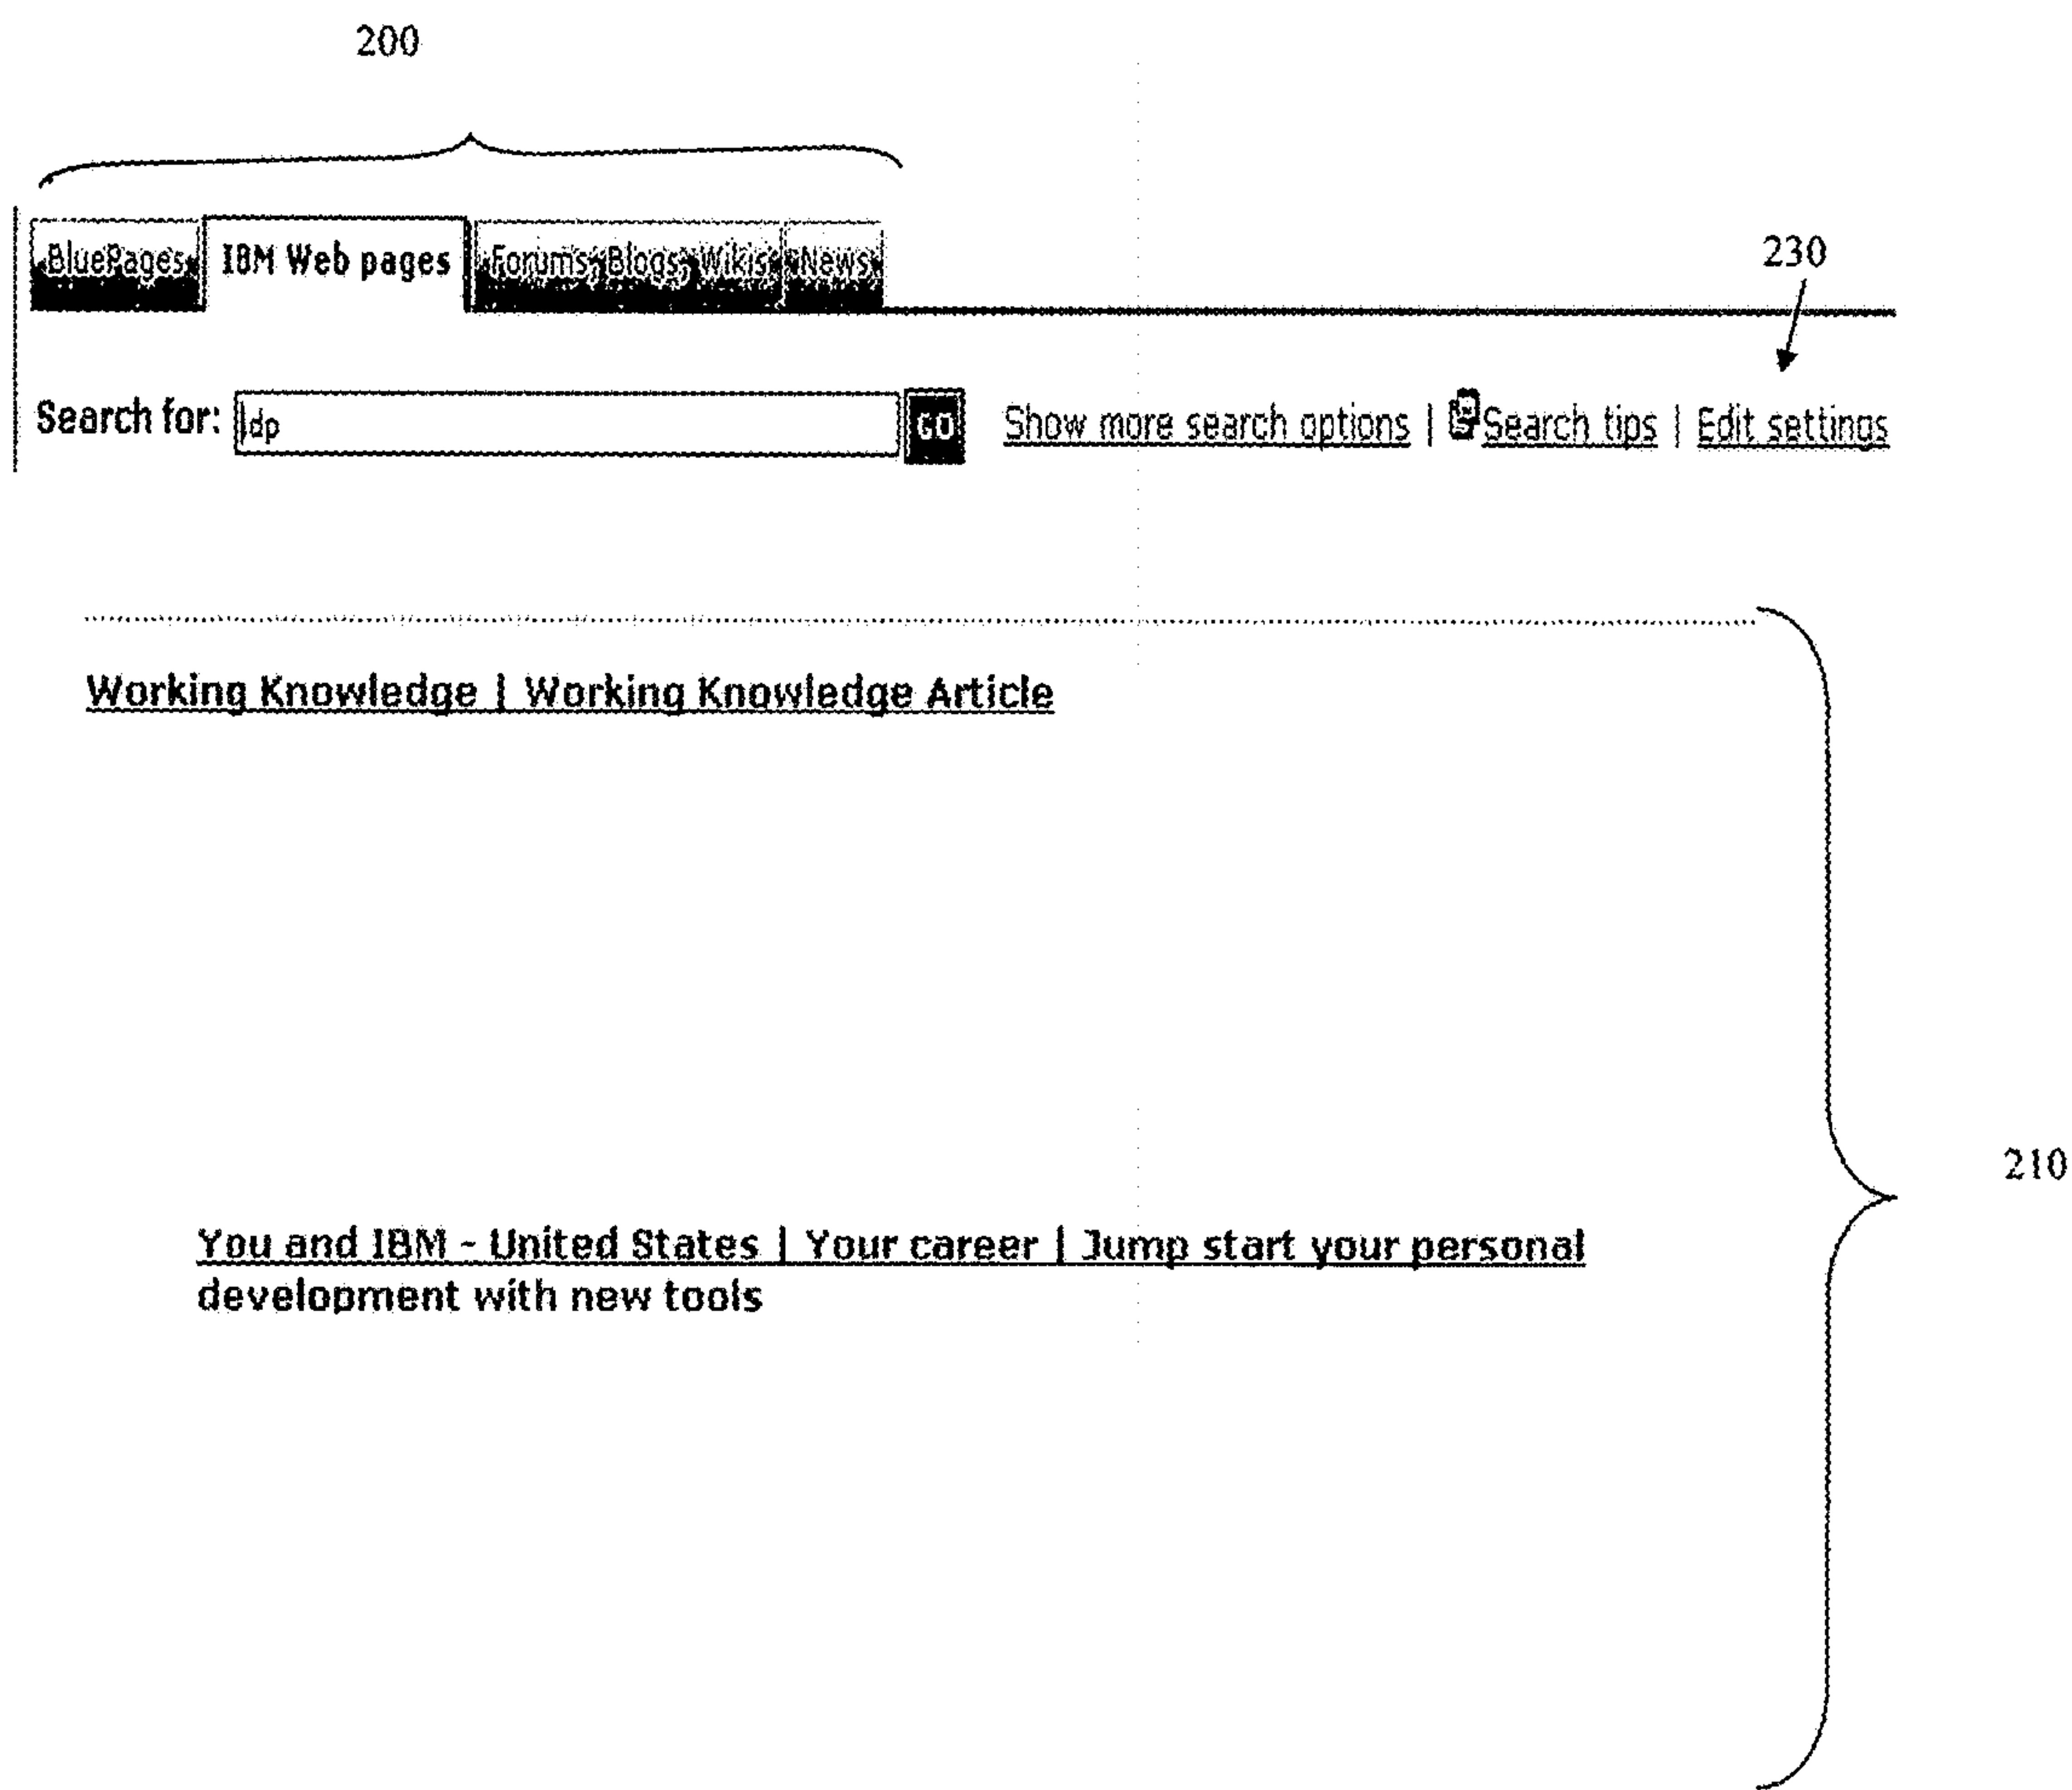 200
BluePages IBM Web pages Forums, Blogs, Wikis News
230
Search for: idp GO Show more search options | Search tips | Edit settings
Working Knowledge | Working Knowledge Article
210
You and IBM - United States | Your career | Jump start your personal
development with new tools